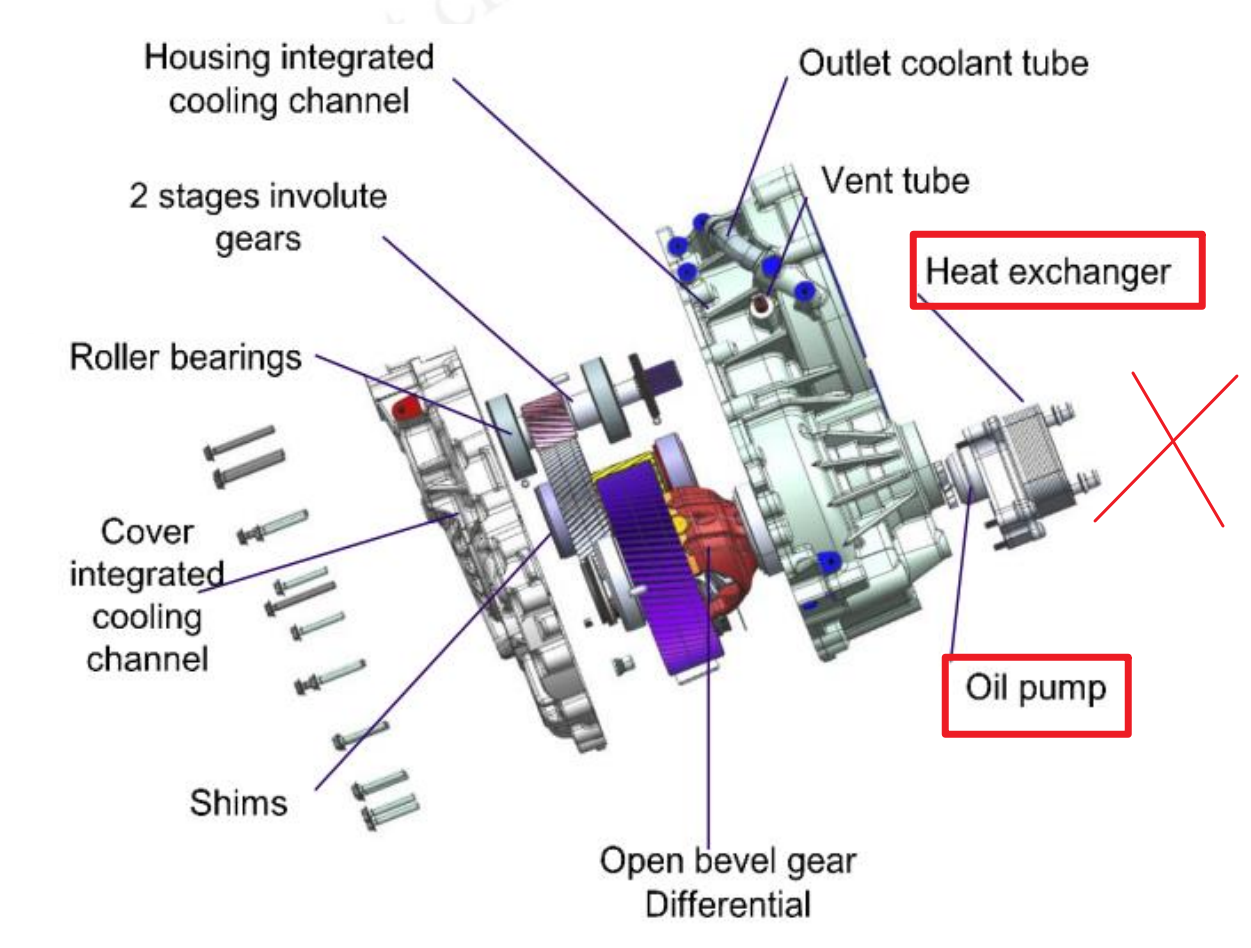 Housing integrated
cooling channel
Outlet coolant tube
2 stages involute
gears
Vent tube
Heat exchanger
Roller bearings
Cover
integrated
cooling
channel
Oil pump
Shims
Open bevel gear
Differential